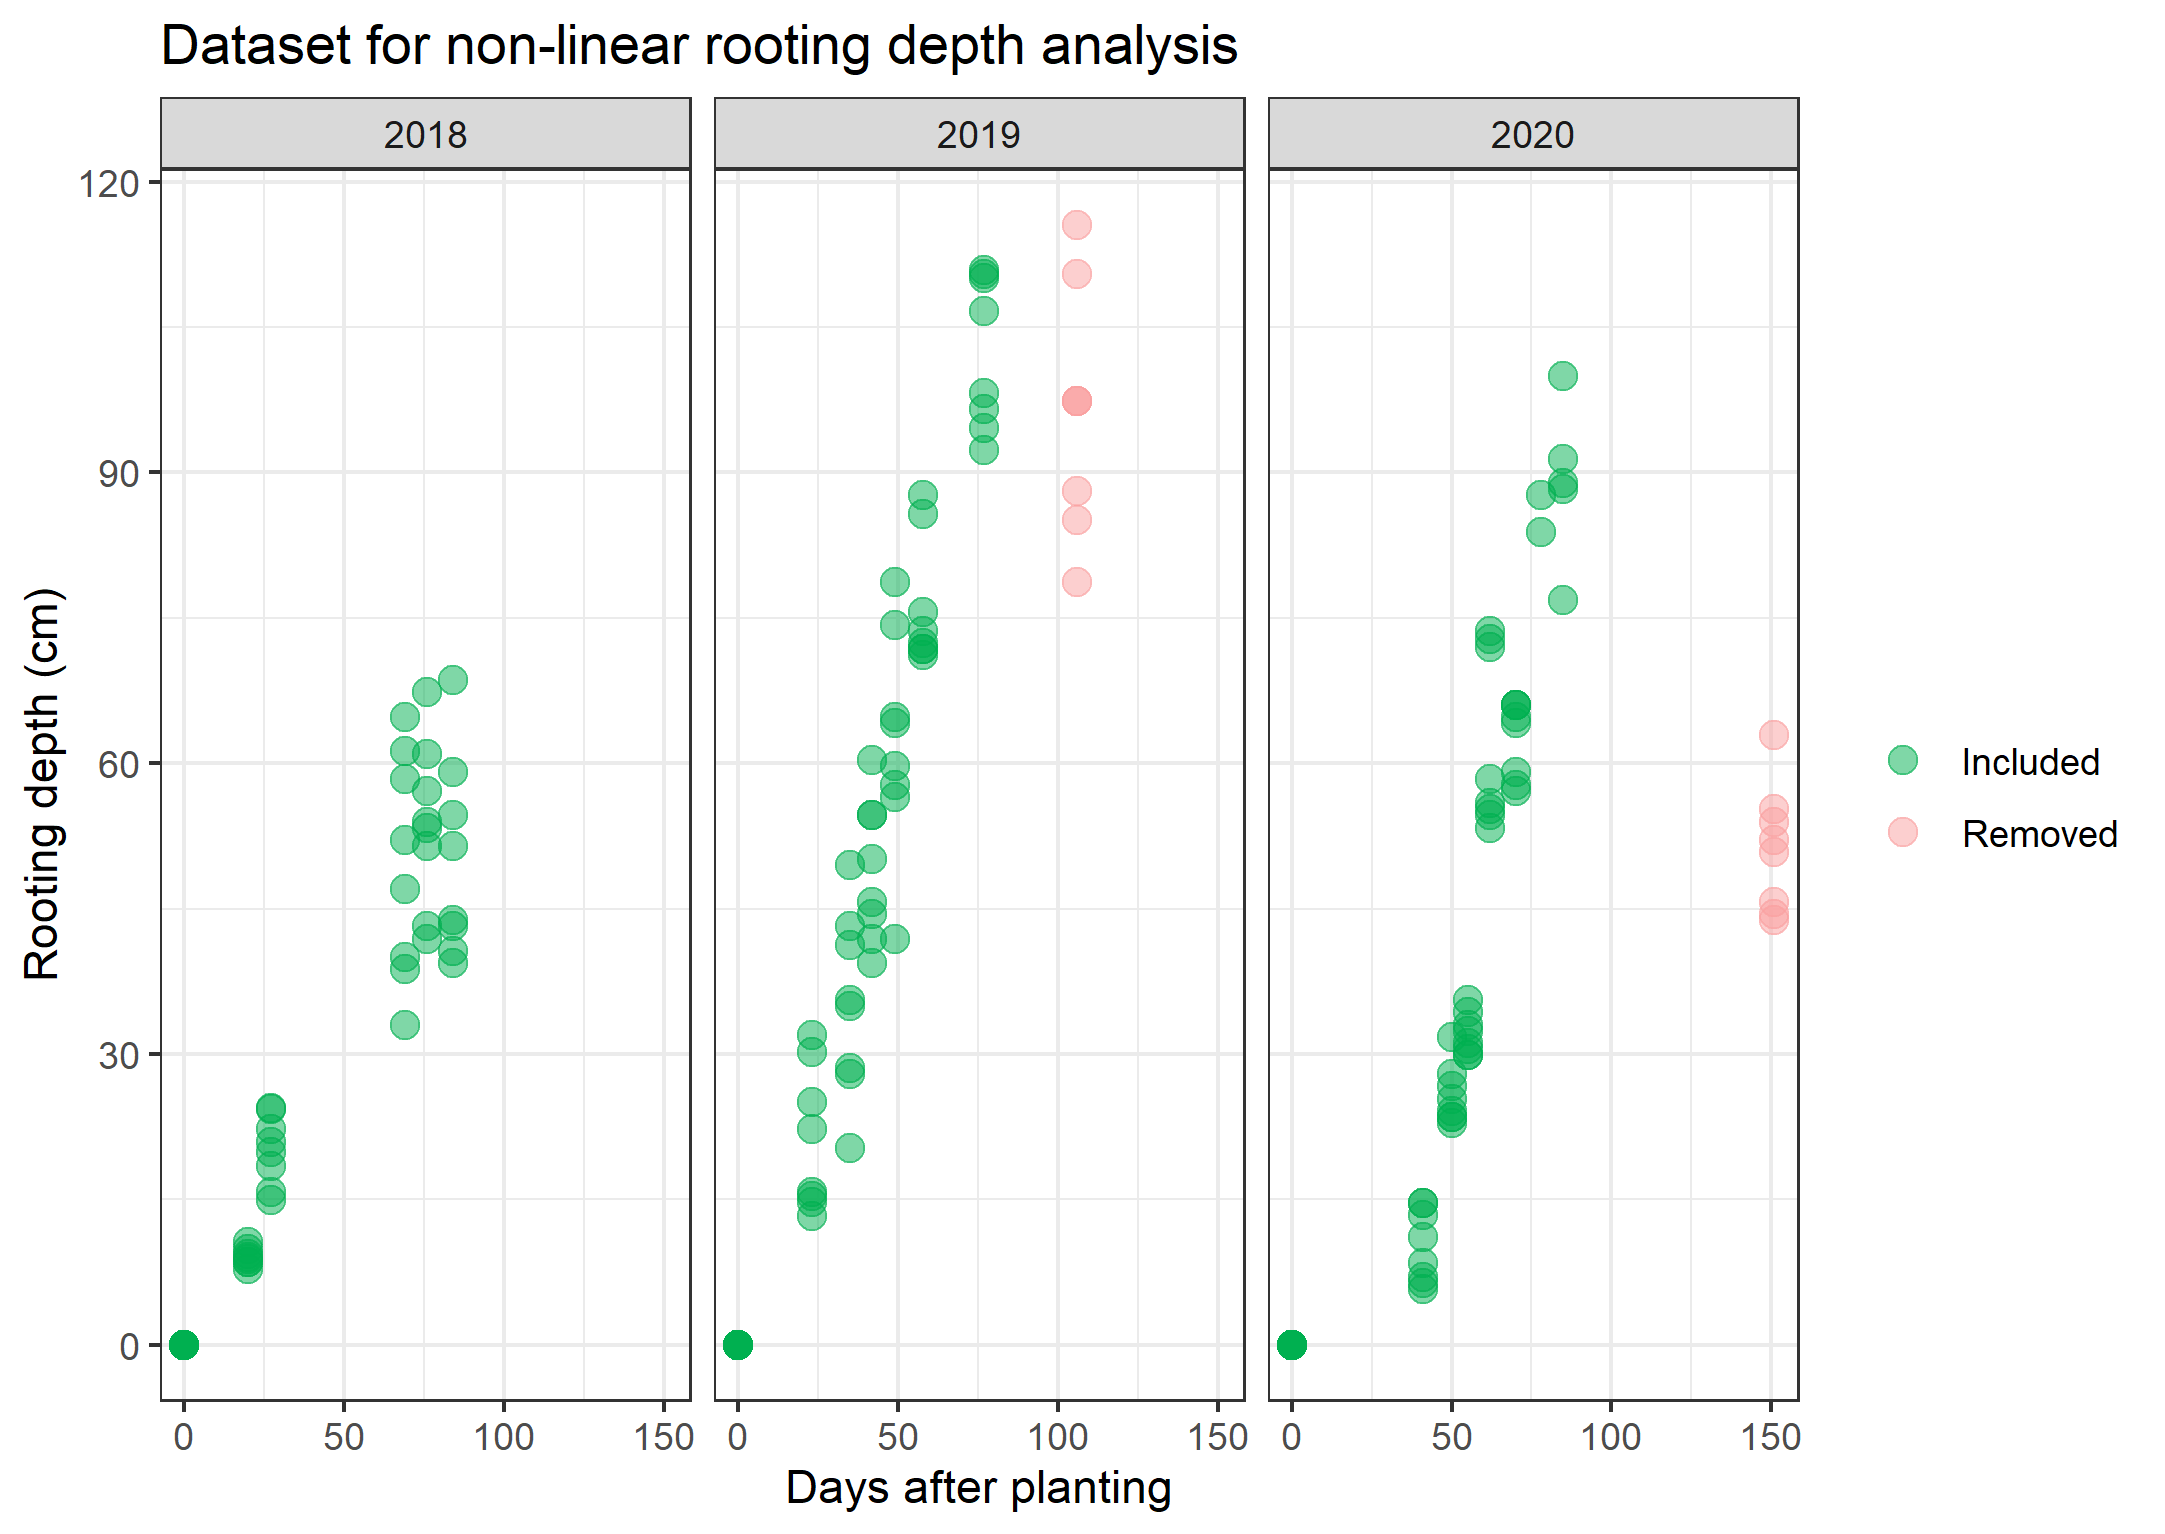 Dataset for non-linear rooting depth analysis
2018 2019 2020
120
90
60
30
0
Rooting depth (cm)
0 50 100 150 0 50 100 150 0 50 100 150
Days after planting
Included
Removed